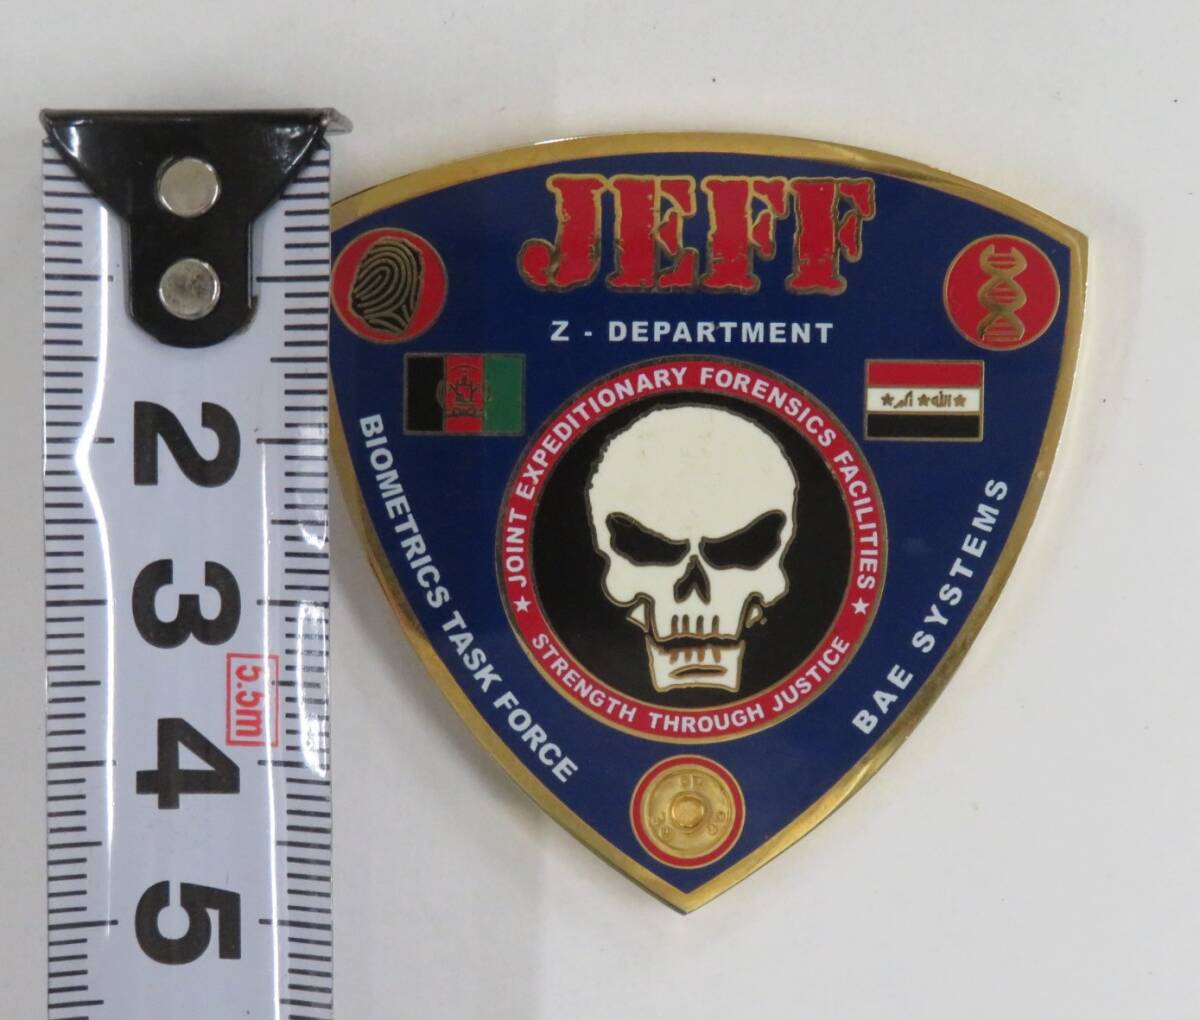 JEFF
Z - DEPARTMENT
JOINT EXPEDITIONARY FORENSICS FACILITIES
★ STRENGTH THROUGH JUSTICE ★
BIOMETRICS TASK FORCE
BAE SYSTEMS
2
3
5.5m
4
5